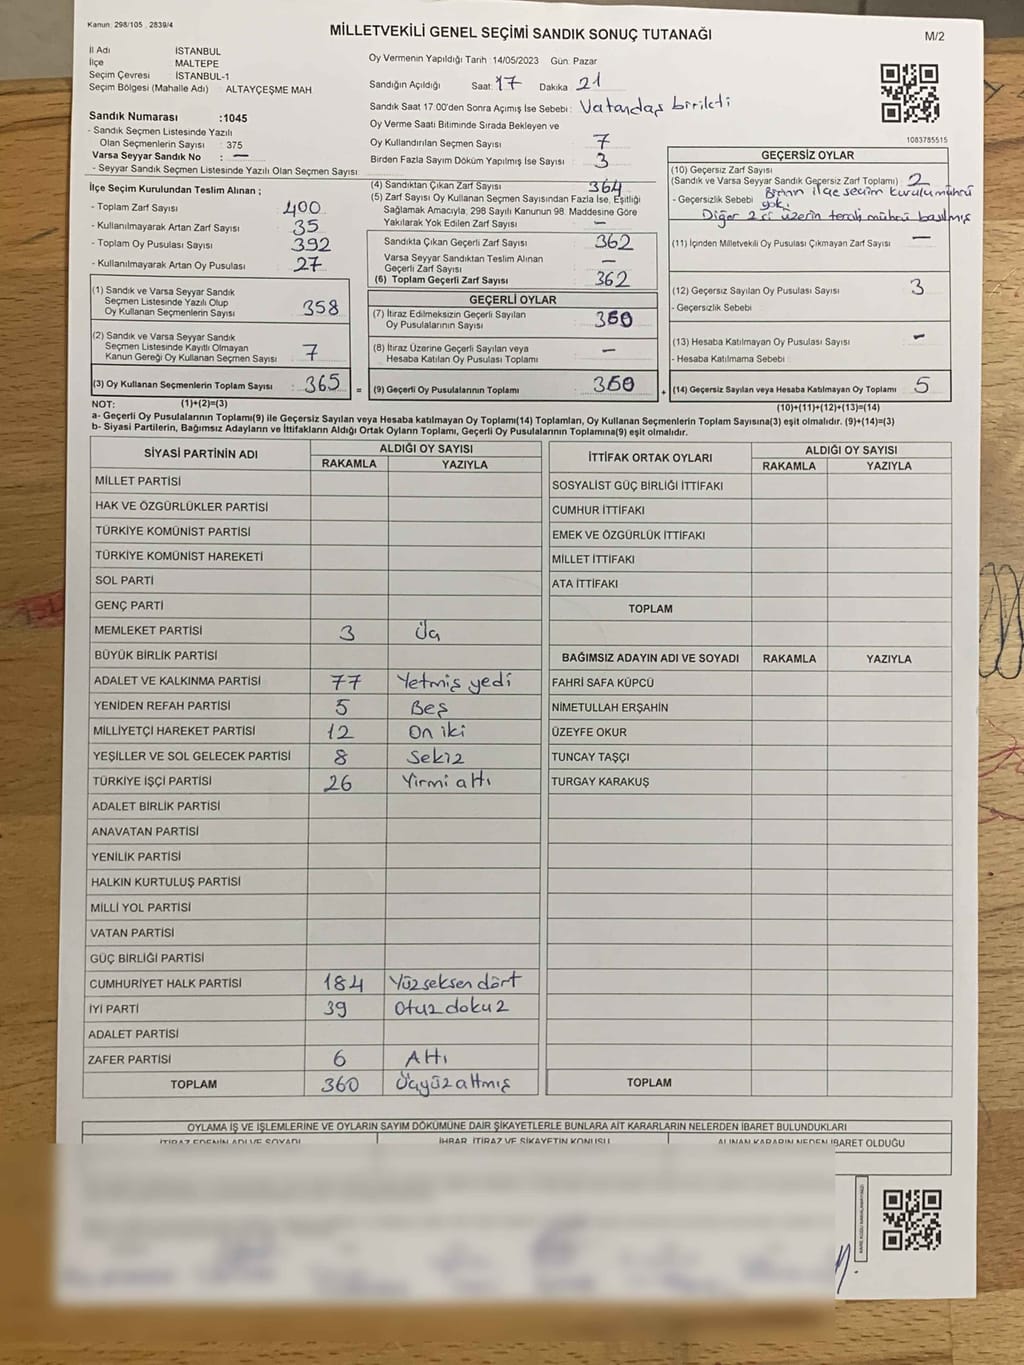 Kanun: 298/105 , 2839/4
MİLLETVEKİLİ GENEL SEÇİMİ SANDIK SONUÇ TUTANAĞI
M/2
İl Adı İSTANBUL
İlçe MALTEPE
Seçim Çevresi İSTANBUL-1
Seçim Bölgesi (Mahalle Adı) ALTAYÇEŞME MAH
Sandık Numarası :1045
- Sandık Seçmen Listesinde Yazılı
Olan Seçmenlerin Sayısı : 375
Varsa Seyyar Sandık No : —
- Seyyar Sandık Seçmen Listesinde Yazılı Olan Seçmen Sayısı:
İlçe Seçim Kurulundan Teslim Alınan ;
- Toplam Zarf Sayısı 400
- Kullanılmayarak Artan Zarf Sayısı 35
- Toplam Oy Pusulası Sayısı 392
- Kullanılmayarak Artan Oy Pusulası 27
(1) Sandık ve Varsa Seyyar Sandık
Seçmen Listesinde Yazılı Olup
Oy Kullanan Seçmenlerin Sayısı 358
(2) Sandık ve Varsa Seyyar Sandık
Seçmen Listesinde Kayıtlı Olmayan
Kanun Gereği Oy Kullanan Seçmen Sayısı 7
(3) Oy Kullanan Seçmenlerin Toplam Sayısı 365
Oy Vermenin Yapıldığı Tarih :14/05/2023 Gün: Pazar
Sandığın Açıldığı Saat: 17 Dakika 21
Sandık Saat 17.00'den Sonra Açımış İse Sebebi : Vatandaş birikti
Oy Verme Saati Bitiminde Sırada Bekleyen ve
Oy Kullandırılan Seçmen Sayısı 7
Birden Fazla Sayım Döküm Yapılmış İse Sayısı 3
(4) Sandıktan Çıkan Zarf Sayısı 364
(5) Zarf Sayısı Oy Kullanan Seçmen Sayısından Fazla İse, Eşitliği
Sağlamak Amacıyla, 298 Sayılı Kanunun 98. Maddesine Göre
Yakılarak Yok Edilen Zarf Sayısı —
Sandıkta Çıkan Geçerli Zarf Sayısı 362
Varsa Seyyar Sandıktan Teslim Alınan
Geçerli Zarf Sayısı —
(6) Toplam Geçerli Zarf Sayısı 362
GEÇERLİ OYLAR
(7) İtiraz Edilmeksizin Geçerli Sayılan
Oy Pusulalarının Sayısı 360
(8) İtiraz Üzerine Geçerli Sayılan veya
Hesaba Katılan Oy Pusulası Toplamı —
= (9) Geçerli Oy Pusulalarının Toplamı 360
1083785515
GEÇERSİZ OYLAR
(10) Geçersiz Zarf Sayısı
(Sandık ve Varsa Seyyar Sandık Geçersiz Zarf Toplamı) 2
- Geçersizlik Sebebi Birinin ilçe seçim kurulu mührü
yok.
Diğer 2.ci üzerin tercih mührü basılmış
(11) İçinden Milletvekili Oy Pusulası Çıkmayan Zarf Sayısı —
(12) Geçersiz Sayılan Oy Pusulası Sayısı 3
- Geçersizlik Sebebi
(13) Hesaba Katılmayan Oy Pusulası Sayısı -
- Hesaba Katılmama Sebebi
+ (14) Geçersiz Sayılan veya Hesaba Katılmayan Oy Toplamı 5
NOT: (1)+(2)=(3)
(10)+(11)+(12)+(13)=(14)
a- Geçerli Oy Pusulalarının Toplamı(9) ile Geçersiz Sayılan veya Hesaba katılmayan Oy Toplamı(14) Toplamları, Oy Kullanan Seçmenlerin Toplam Sayısına(3) eşit olmalıdır. (9)+(14)=(3)
b- Siyasi Partilerin, Bağımsız Adayların ve İttifakların Aldığı Ortak Oyların Toplamı, Geçerli Oy Pusulalarının Toplamına(9) eşit olmalıdır.
SİYASİ PARTİNİN ADI ALDIĞI OY SAYISI
RAKAMLA YAZIYLA
MİLLET PARTİSİ
HAK VE ÖZGÜRLÜKLER PARTİSİ
TÜRKİYE KOMÜNİST PARTİSİ
TÜRKİYE KOMÜNİST HAREKETİ
SOL PARTİ
GENÇ PARTİ
MEMLEKET PARTİSİ 3 Üç
BÜYÜK BİRLİK PARTİSİ
ADALET VE KALKINMA PARTİSİ 77 Yetmiş yedi
YENİDEN REFAH PARTİSİ 5 Beş
MİLLİYETÇİ HAREKET PARTİSİ 12 On iki
YEŞİLLER VE SOL GELECEK PARTİSİ 8 Sekiz
TÜRKİYE İŞÇİ PARTİSİ 26 Yirmi altı
ADALET BİRLİK PARTİSİ
ANAVATAN PARTİSİ
YENİLİK PARTİSİ
HALKIN KURTULUŞ PARTİSİ
MİLLİ YOL PARTİSİ
VATAN PARTİSİ
GÜÇ BİRLİĞİ PARTİSİ
CUMHURİYET HALK PARTİSİ 184 Yüzseksen dört
İYİ PARTİ 39 Otuz dokuz
ADALET PARTİSİ
ZAFER PARTİSİ 6 Altı
TOPLAM 360 Üçyüz altmış
İTTİFAK ORTAK OYLARI ALDIĞI OY SAYISI
RAKAMLA YAZIYLA
SOSYALİST GÜÇ BİRLİĞİ İTTİFAKI
CUMHUR İTTİFAKI
EMEK VE ÖZGÜRLÜK İTTİFAKI
MİLLET İTTİFAKI
ATA İTTİFAKI
TOPLAM
BAĞIMSIZ ADAYIN ADI VE SOYADI RAKAMLA YAZIYLA
FAHRİ SAFA KÜPCÜ
NİMETULLAH ERŞAHİN
ÜZEYFE OKUR
TUNCAY TAŞÇI
TURGAY KARAKUŞ
TOPLAM
OYLAMA İŞ VE İŞLEMLERİNE VE OYLARIN SAYIM DÖKÜMÜNE DAİR ŞİKAYETLERLE BUNLARA AİT KARARLARIN NELERDEN İBARET BULUNDUKLARI
İTİRAZ EDENİN ADI VE SOYADI İHBAR, İTİRAZ VE ŞİKAYETİN KONUSU ALINAN KARARIN NEDEN İBARET OLDUĞU